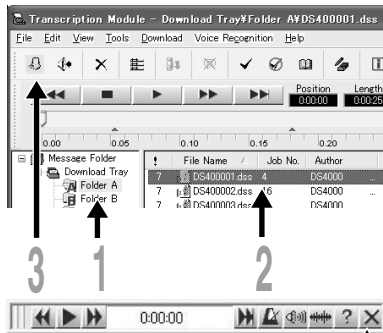 Transcription Module - Download Tray¥Folder A¥DS400001.dss
File Edit View Tools Download Voice Recognition Help
Position Length
0:00:00 0:00:25
0.00 0.05 0.10 0.15 0.20
Message Folder
Download Tray
Folder A
Folder B
! File Name / Job No. Author
7 DS400001.dss 4 DS4000
7 DS400002.dss 16 DS4000
7 DS400003.dss DS4000
3 1 2
0:00:00 ?